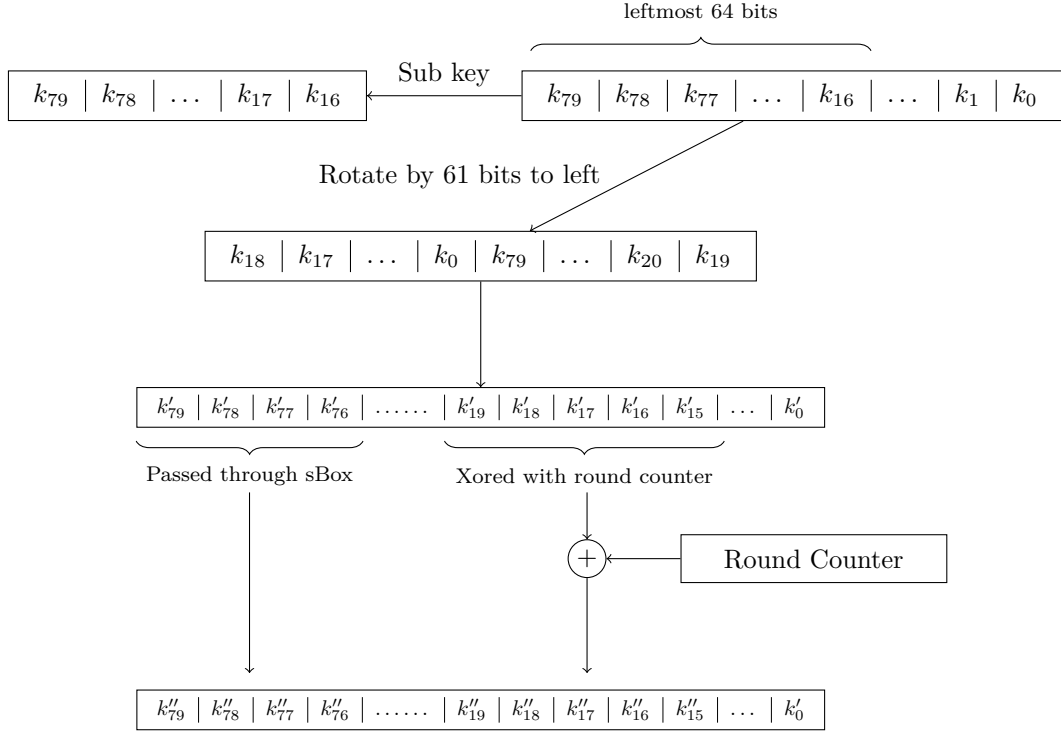 leftmost 64 bits
Sub key
k₇₉ | k₇₈ | … | k₁₇ | k₁₆
k₇₉ | k₇₈ | k₇₇ | … | k₁₆ | … | k₁ | k₀
Rotate by 61 bits to left
k₁₈ | k₁₇ | … | k₀ | k₇₉ | … | k₂₀ | k₁₉
k′₇₉ | k′₇₈ | k′₇₇ | k′₇₆ | …… | k′₁₉ | k′₁₈ | k′₁₇ | k′₁₆ | k′₁₅ | … | k′₀
Passed through sBox
Xored with round counter
+
Round Counter
k″₇₉ | k″₇₈ | k″₇₇ | k″₇₆ | …… | k″₁₉ | k″₁₈ | k″₁₇ | k″₁₆ | k″₁₅ | … | k′₀